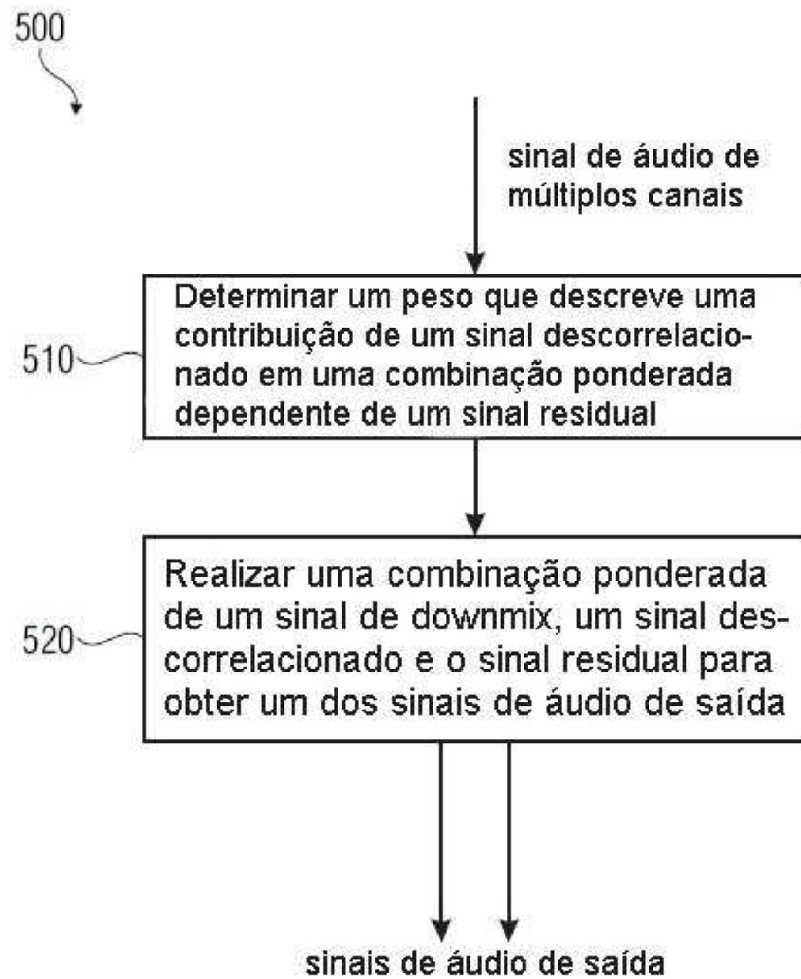 500
sinal de áudio de
múltiplos canais
Determinar um peso que descreve uma
contribuição de um sinal descorrelacio-
nado em uma combinação ponderada
dependente de um sinal residual
510
Realizar uma combinação ponderada
de um sinal de downmix, um sinal des-
correlacionado e o sinal residual para
obter um dos sinais de áudio de saída
520
sinais de áudio de saída